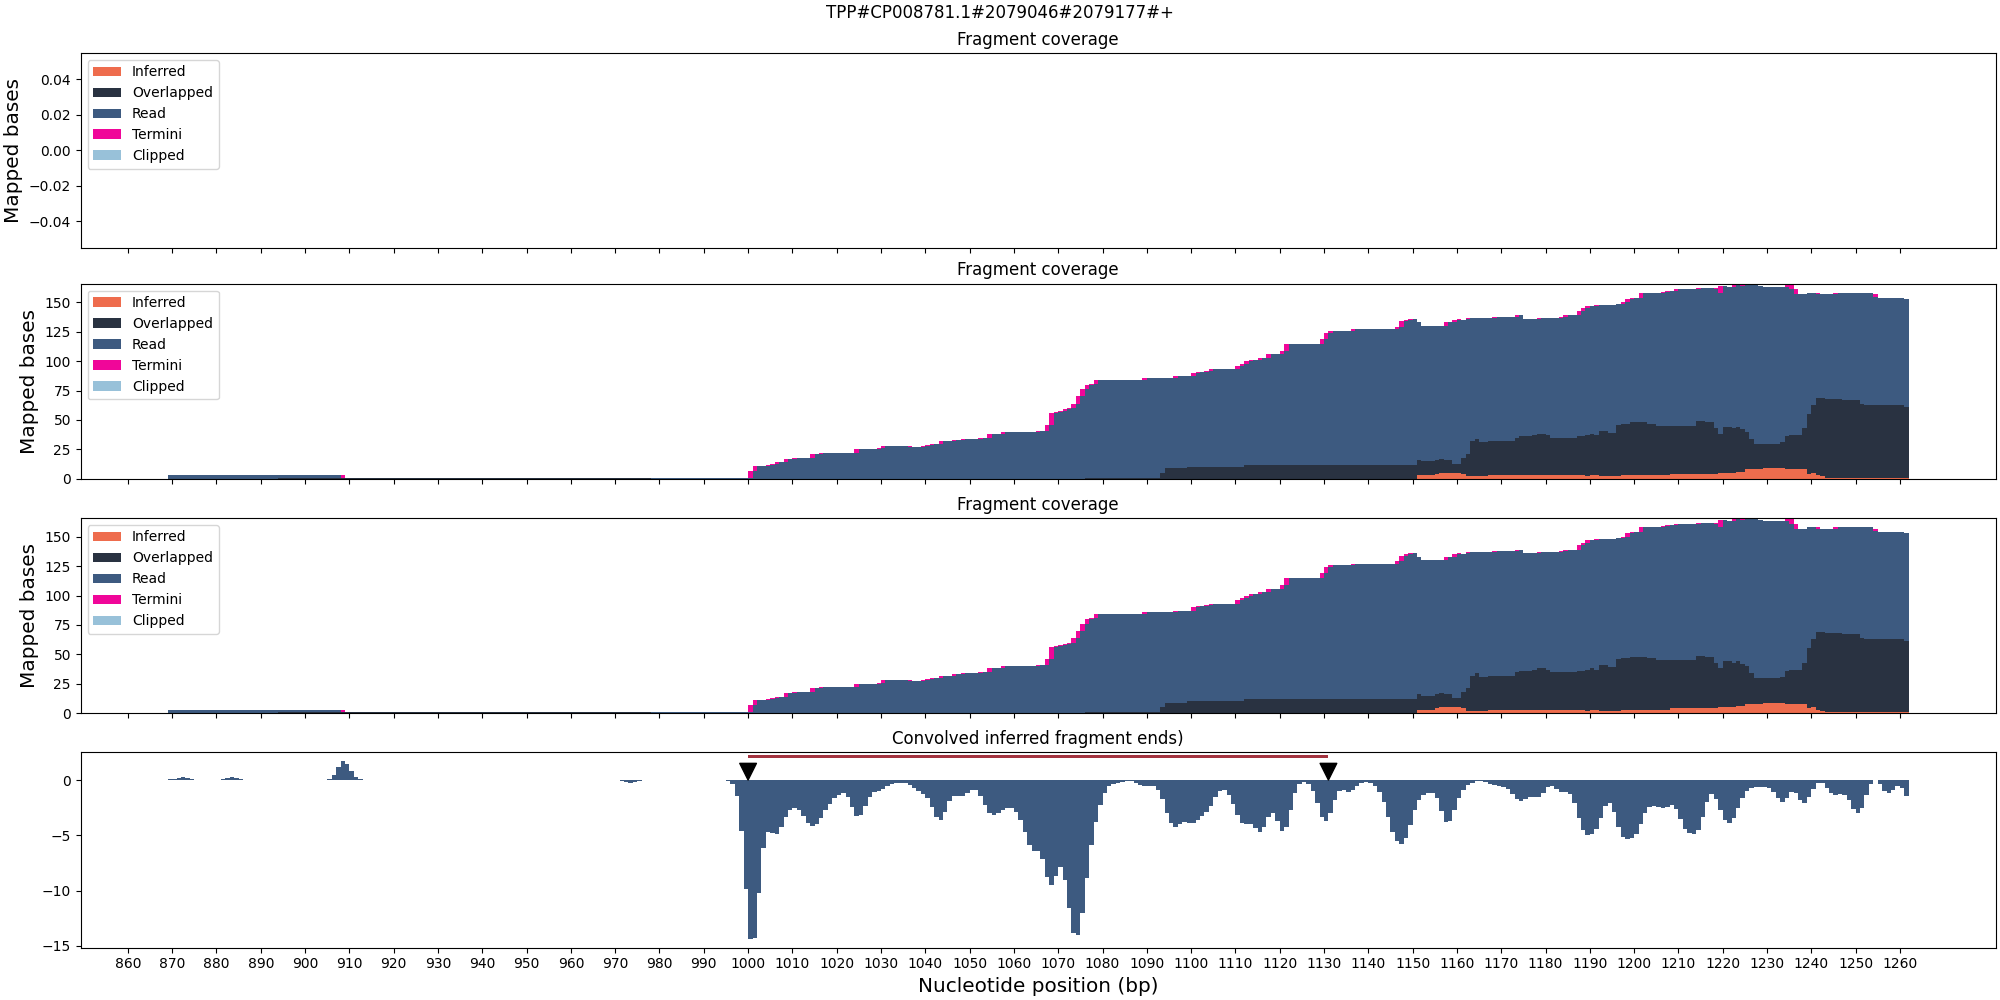 TPP#CP008781.1#2079046#2079177#+
Fragment coverage
Mapped bases
0.04
0.02
0.00
−0.02
−0.04
Inferred
Overlapped
Read
Termini
Clipped
Fragment coverage
Mapped bases
150
125
100
75
50
25
0
Inferred
Overlapped
Read
Termini
Clipped
Fragment coverage
Mapped bases
150
125
100
75
50
25
0
Inferred
Overlapped
Read
Termini
Clipped
Convolved inferred fragment ends)
0
−5
−10
−15
860 870 880 890 900 910 920 930 940 950 960 970 980 990 1000 1010 1020 1030 1040 1050 1060 1070 1080 1090 1100 1110 1120 1130 1140 1150 1160 1170 1180 1190 1200 1210 1220 1230 1240 1250 1260
Nucleotide position (bp)